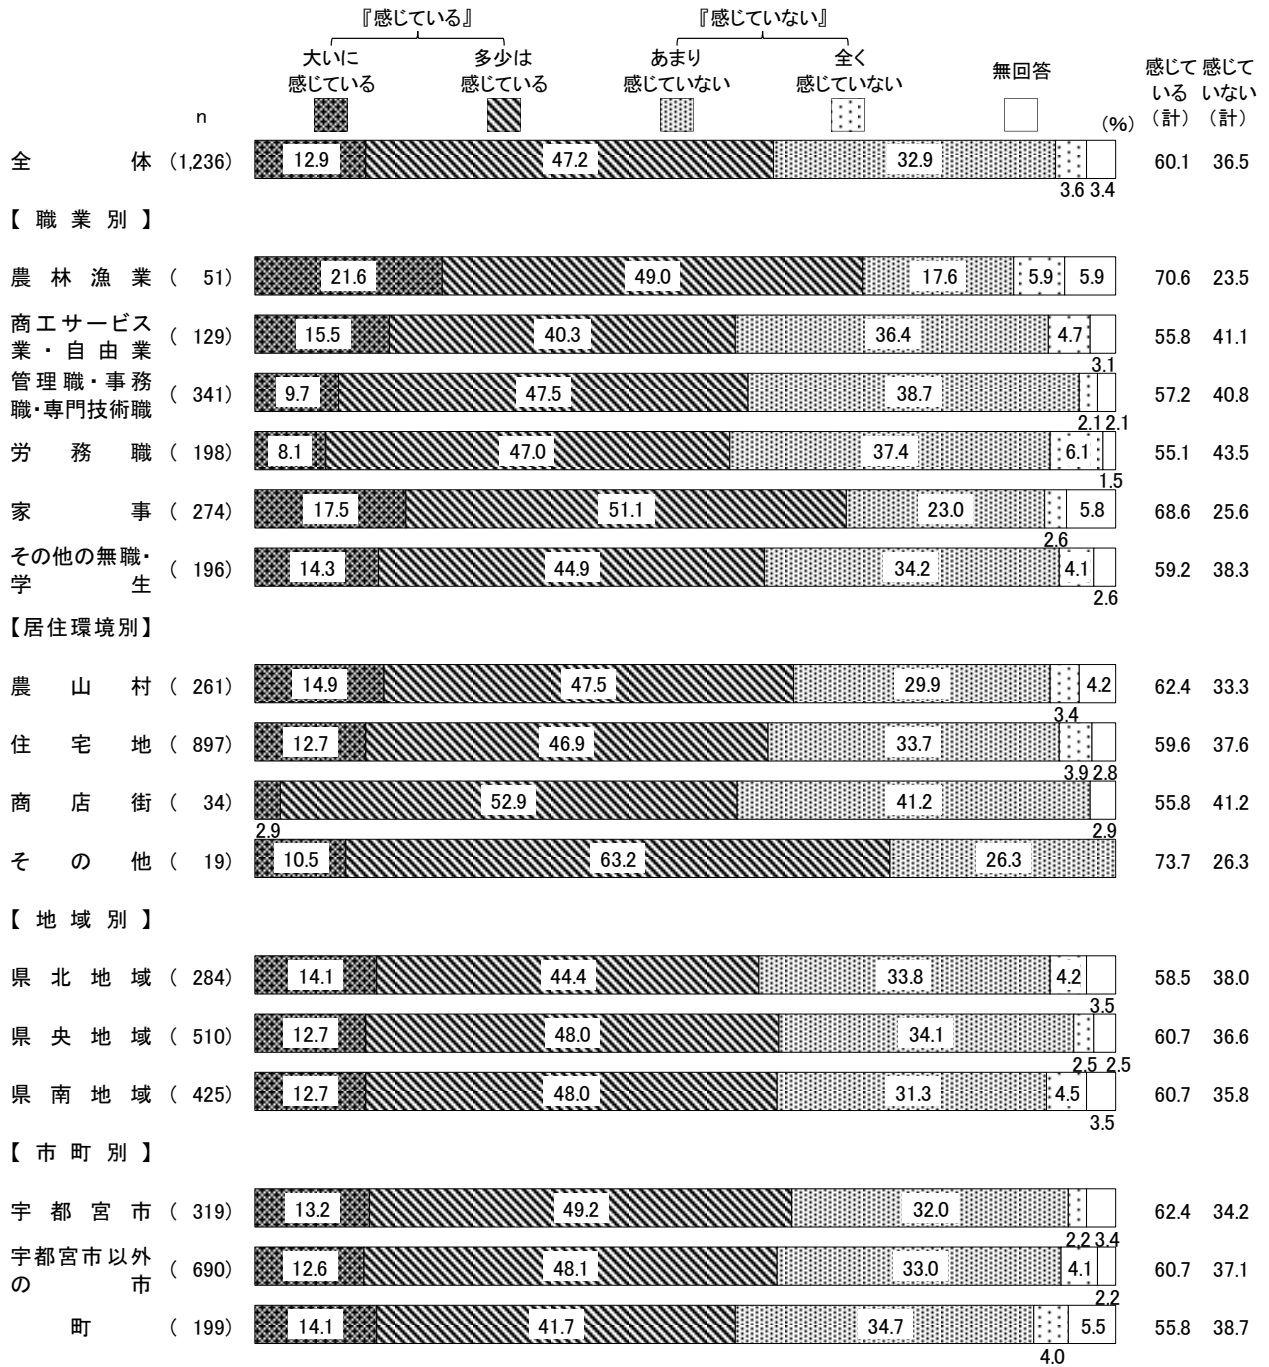 『感じている』 『感じていない』
大いに 多少は あまり 全く
感じている 感じている 感じていない 感じていない 無回答 感じて 感じて
いる いない
n (%) (計) (計)
全体 (1,236) 12.9 47.2 32.9 60.1 36.5
3.6 3.4
【職業別】
農林漁業 ( 51) 21.6 49.0 17.6 5.9 5.9 70.6 23.5
商工サービス
業・自由業 ( 129) 15.5 40.3 36.4 4.7 55.8 41.1
3.1
管理職・事務
職・専門技術職 ( 341) 9.7 47.5 38.7 57.2 40.8
2.1 2.1
労務職 ( 198) 8.1 47.0 37.4 6.1 55.1 43.5
1.5
家事 ( 274) 17.5 51.1 23.0 5.8 68.6 25.6
2.6
その他の無職・
学生 ( 196) 14.3 44.9 34.2 4.1 59.2 38.3
2.6
【居住環境別】
農山村 ( 261) 14.9 47.5 29.9 4.2 62.4 33.3
3.4
住宅地 ( 897) 12.7 46.9 33.7 59.6 37.6
3.9 2.8
商店街 ( 34) 52.9 41.2 55.8 41.2
2.9 2.9
その他 ( 19) 10.5 63.2 26.3 73.7 26.3
【地域別】
県北地域 ( 284) 14.1 44.4 33.8 4.2 58.5 38.0
3.5
県央地域 ( 510) 12.7 48.0 34.1 60.7 36.6
2.5 2.5
県南地域 ( 425) 12.7 48.0 31.3 4.5 60.7 35.8
3.5
【市町別】
宇都宮市 ( 319) 13.2 49.2 32.0 62.4 34.2
2.2 3.4
宇都宮市以外
の市 ( 690) 12.6 48.1 33.0 4.1 60.7 37.1
2.2
町 ( 199) 14.1 41.7 34.7 5.5 55.8 38.7
4.0